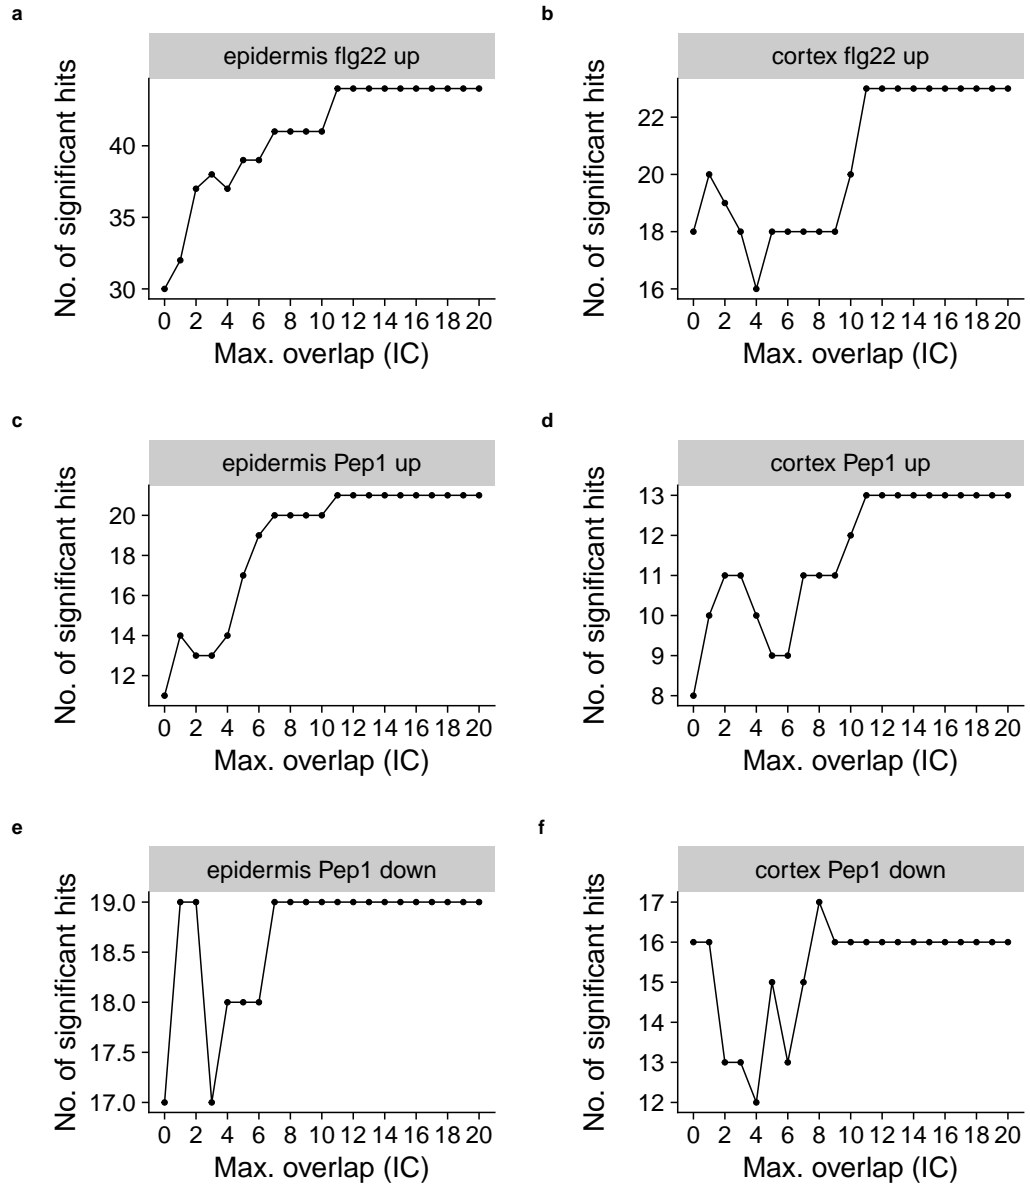 a
epidermis flg22 up
No. of significant hits
40
35
30
0 2 4 6 8 10 12 14 16 18 20
Max. overlap (IC)
b
cortex flg22 up
No. of significant hits
22
20
18
16
0 2 4 6 8 10 12 14 16 18 20
Max. overlap (IC)
c
epidermis Pep1 up
No. of significant hits
20
18
16
14
12
0 2 4 6 8 10 12 14 16 18 20
Max. overlap (IC)
d
cortex Pep1 up
No. of significant hits
13
12
11
10
9
8
0 2 4 6 8 10 12 14 16 18 20
Max. overlap (IC)
e
epidermis Pep1 down
No. of significant hits
19.0
18.5
18.0
17.5
17.0
0 2 4 6 8 10 12 14 16 18 20
Max. overlap (IC)
f
cortex Pep1 down
No. of significant hits
17
16
15
14
13
12
0 2 4 6 8 10 12 14 16 18 20
Max. overlap (IC)